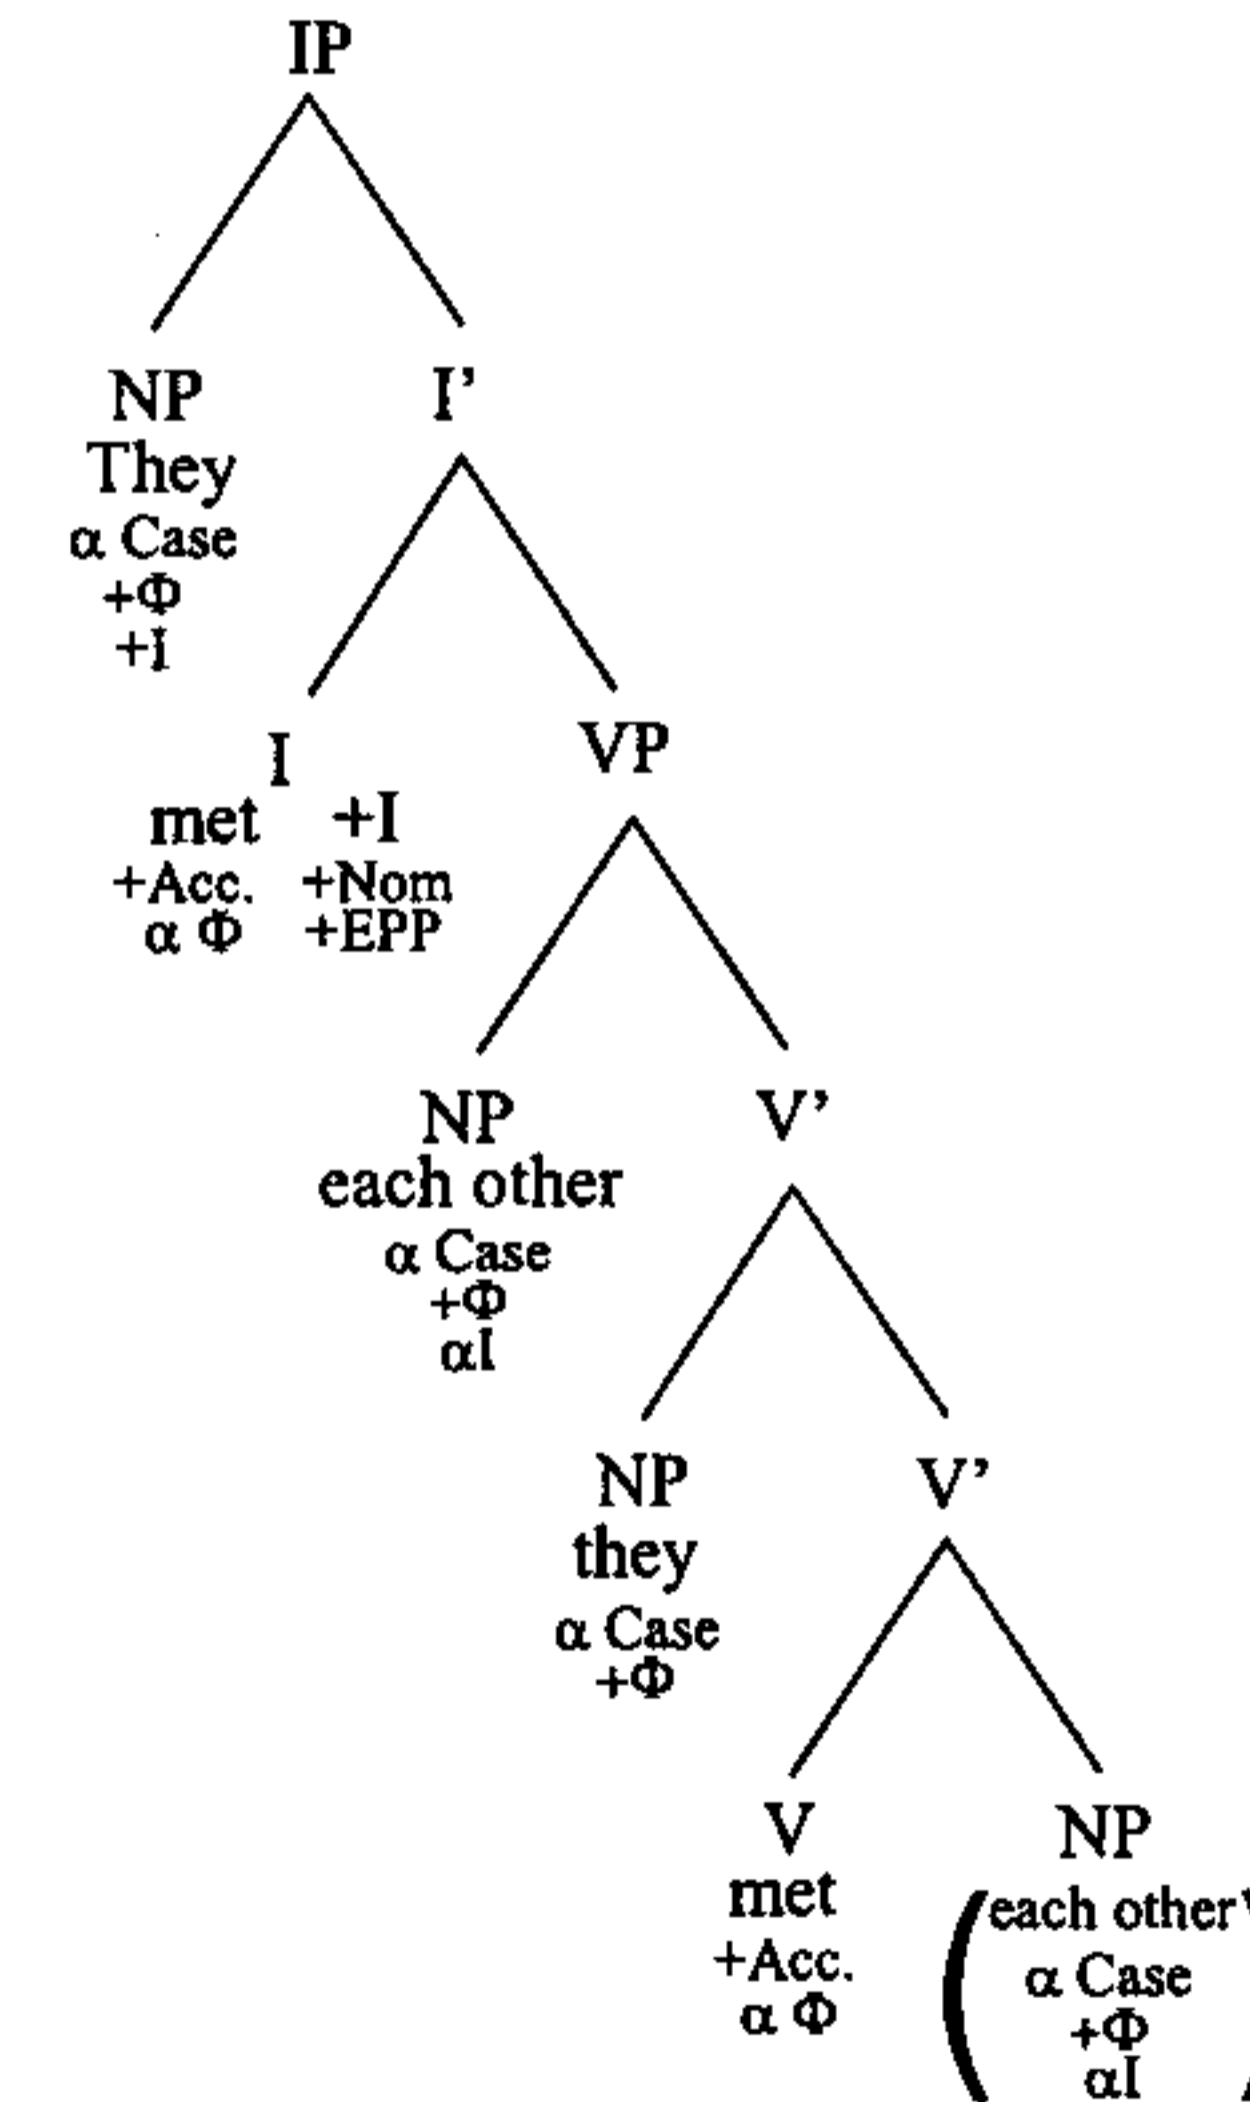 IP
NP I’
They
α Case
+Φ
+I
I VP
met +I
+Acc. +Nom
α Φ +EPP
NP V’
each other
α Case
+Φ
αI
NP V’
they
α Case
+Φ
V NP
met (each other
+Acc. α Case
α Φ +Φ
αI